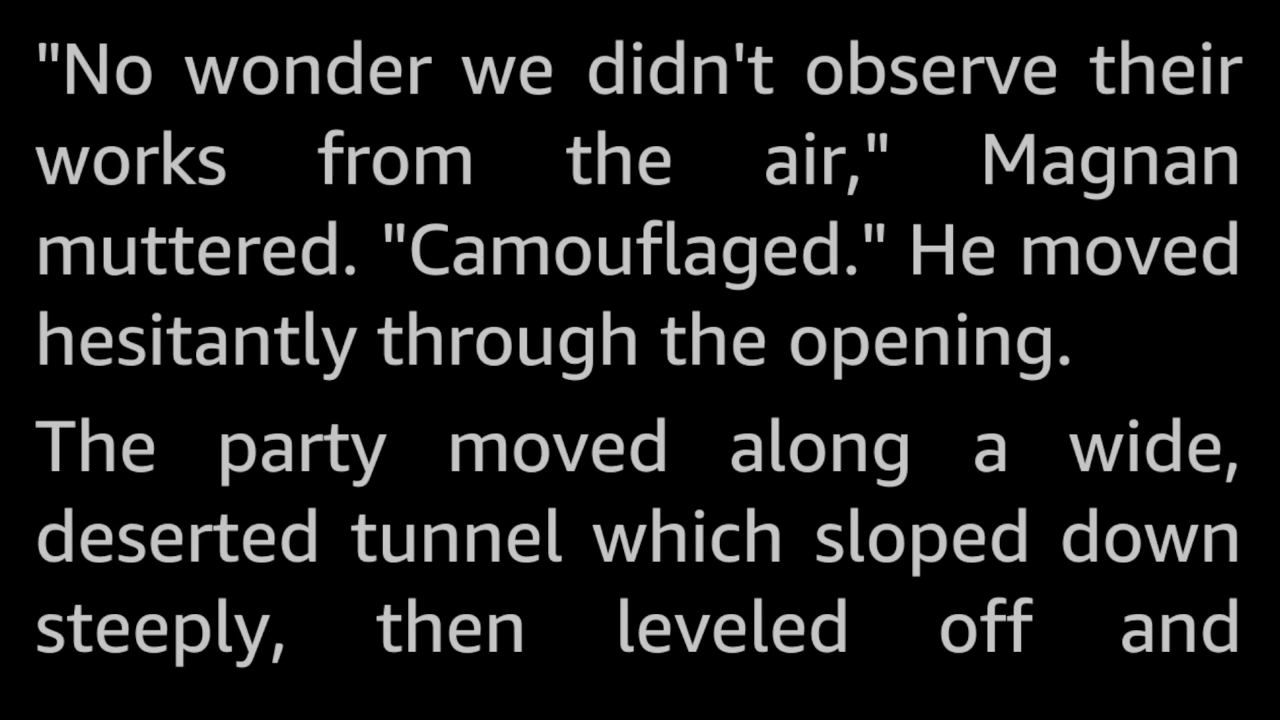 "No wonder we didn't observe their
works from the air," Magnan
muttered. "Camouflaged." He moved
hesitantly through the opening.
The party moved along a wide,
deserted tunnel which sloped down
steeply, then leveled off and